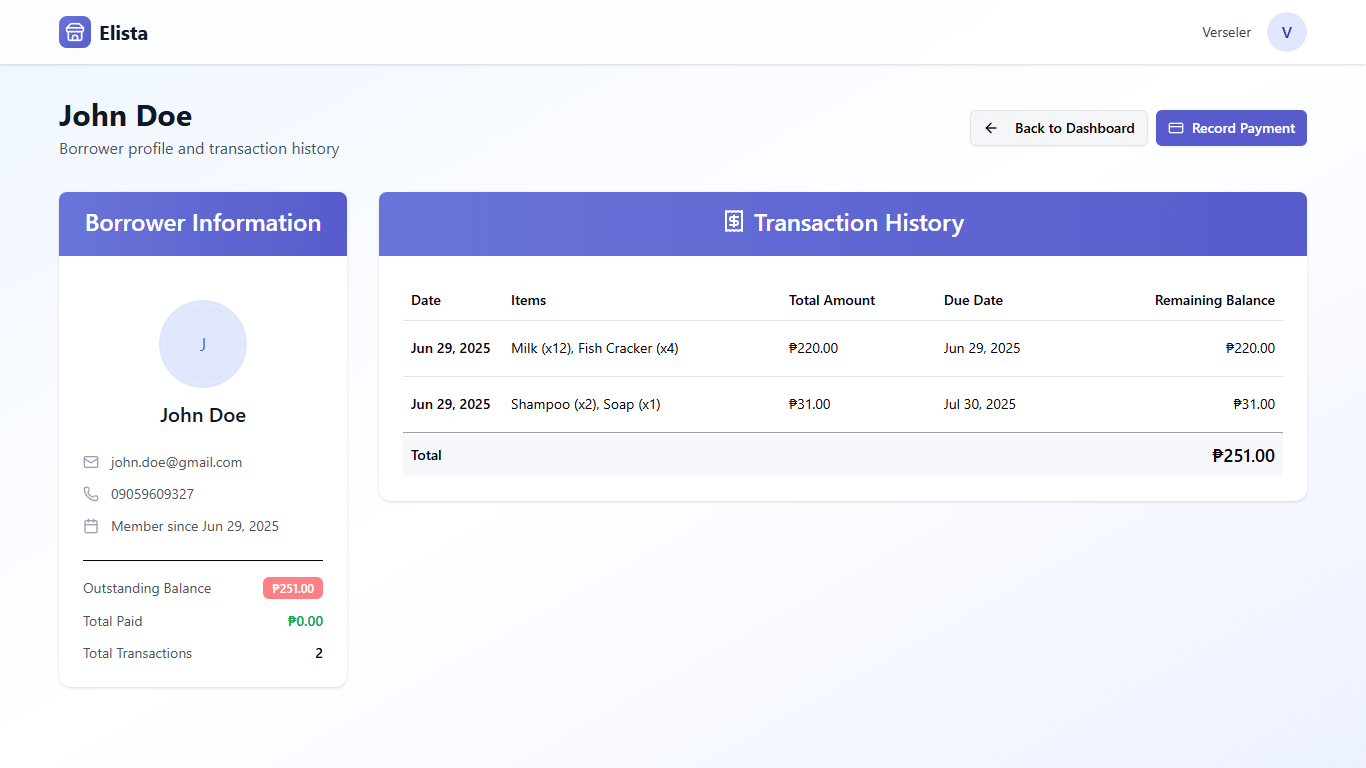 Elista
Verseler
V
John Doe
Borrower profile and transaction history
Back to Dashboard
Record Payment
Borrower Information
J
John Doe
john.doe@gmail.com
09059609327
Member since Jun 29, 2025
Outstanding Balance ₱251.00
Total Paid ₱0.00
Total Transactions 2
Transaction History
Date Items Total Amount Due Date Remaining Balance
Jun 29, 2025 Milk (x12), Fish Cracker (x4) ₱220.00 Jun 29, 2025 ₱220.00
Jun 29, 2025 Shampoo (x2), Soap (x1) ₱31.00 Jul 30, 2025 ₱31.00
Total ₱251.00